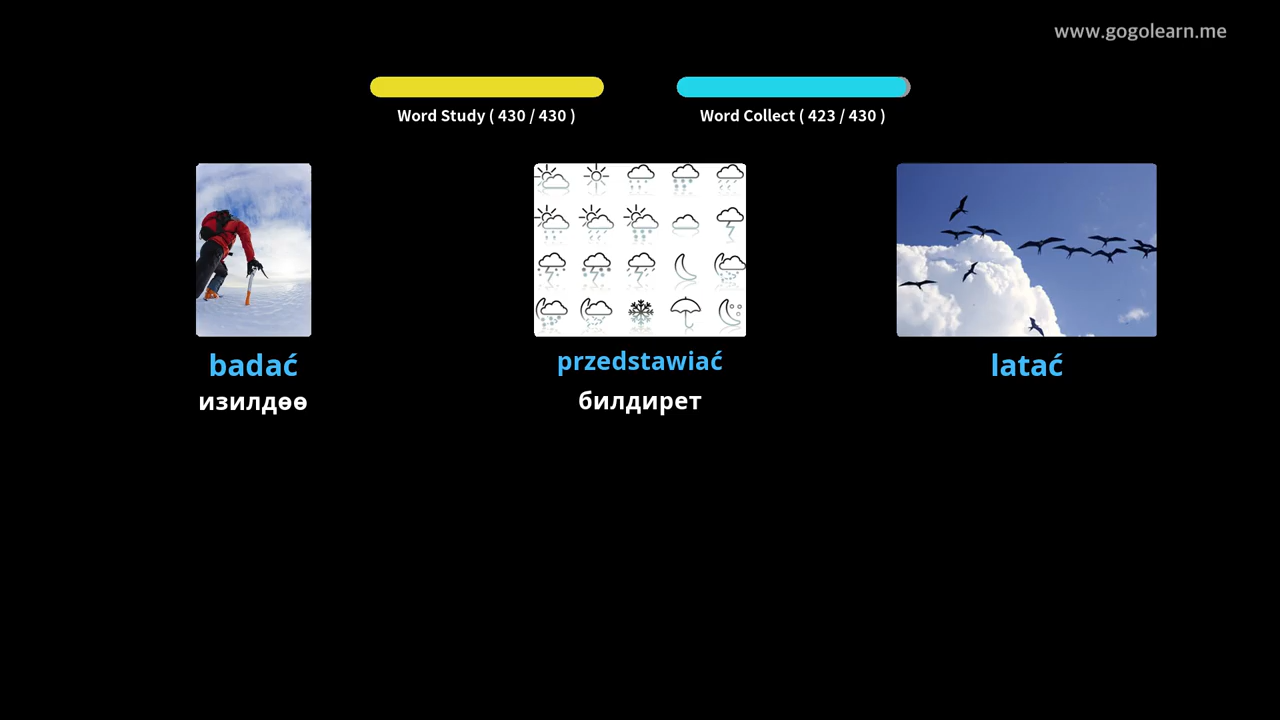 www.gogolearn.me
Word Study ( 430 / 430 )
Word Collect ( 423 / 430 )
badać
изилдөө
przedstawiać
билдирет
latać